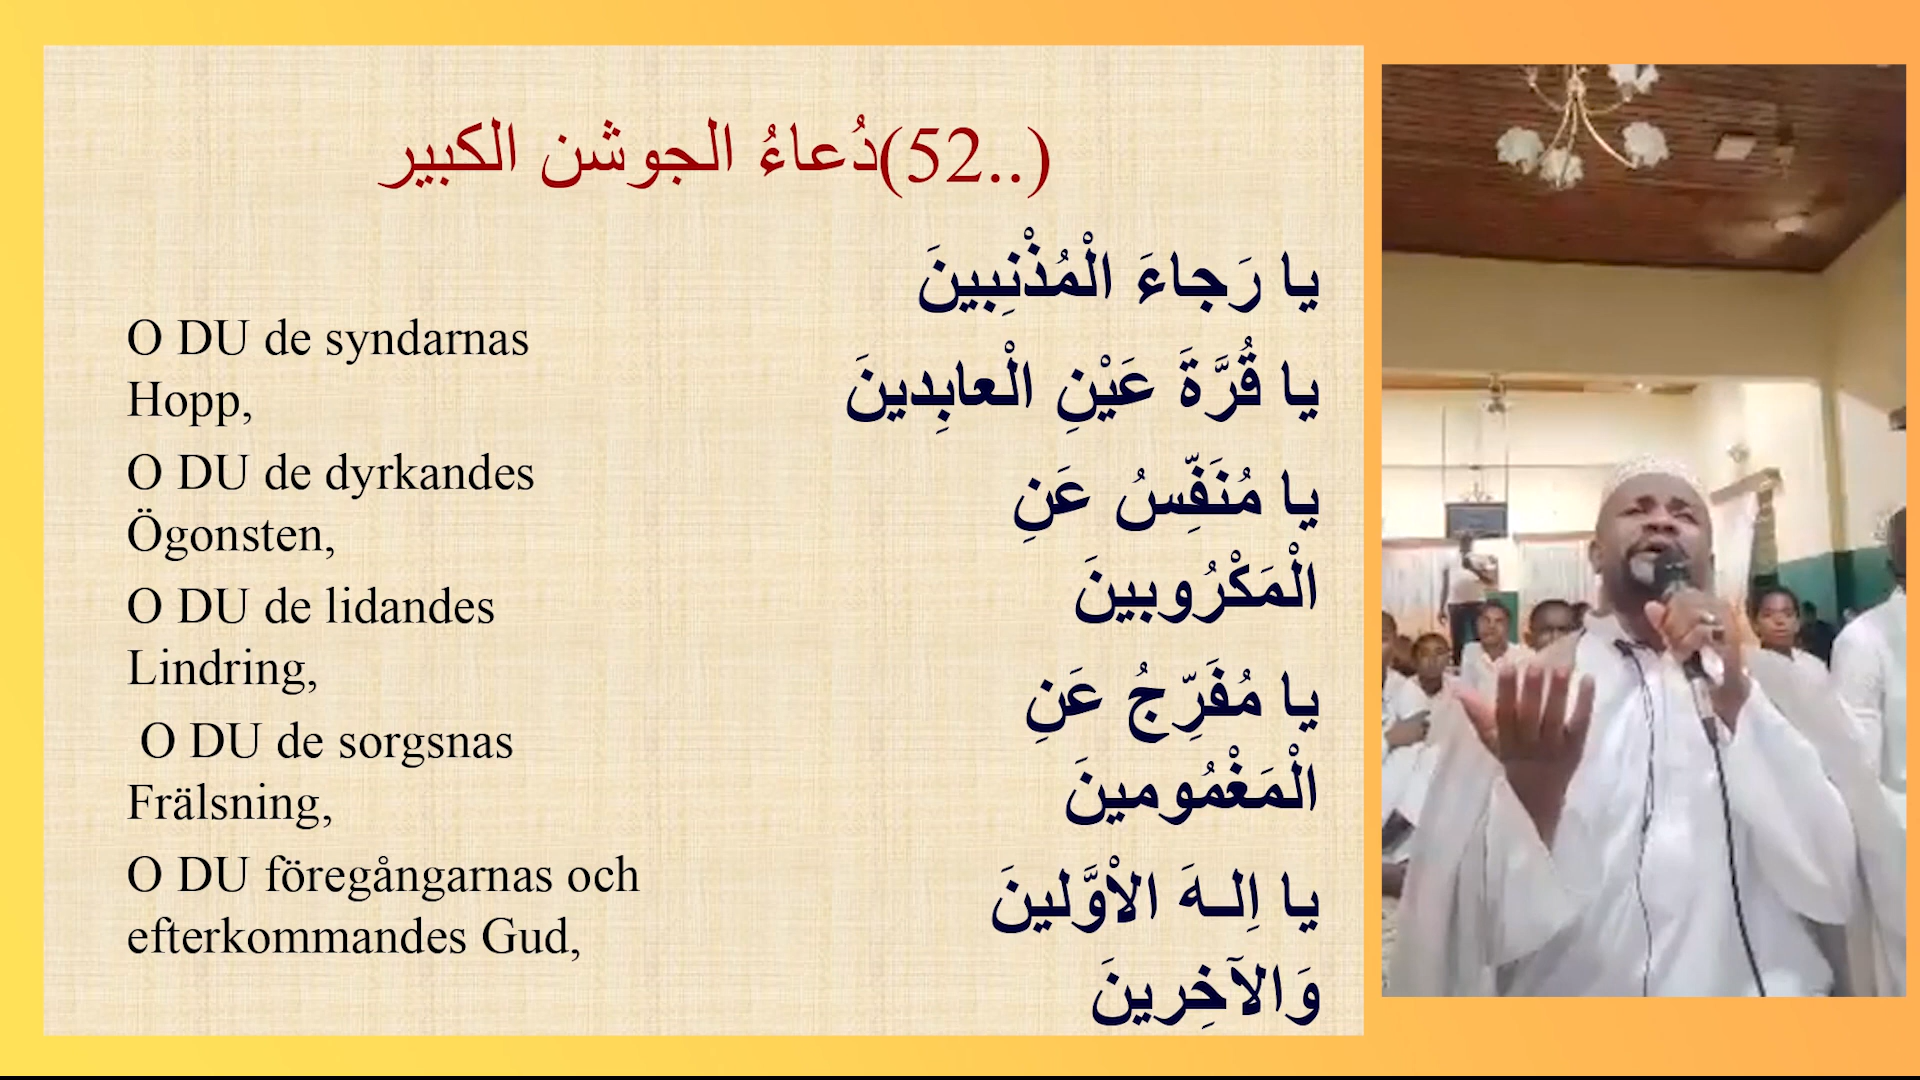 (..52)دُعاءُ الجوشن الكبير
يا رَجاءَ الْمُذْنِبينَ
يا قُرَّةَ عَيْنِ الْعابِدينَ
يا مُنَفِّسُ عَنِ
الْمَكْرُوبينَ
يا مُفَرِّجُ عَنِ
الْمَغْمُومينَ
يا اِلـهَ الاْوَّلينَ
وَالآخِرينَ
O DU de syndarnas
Hopp,
O DU de dyrkandes
Ögonsten,
O DU de lidandes
Lindring,
O DU de sorgsnas
Frälsning,
O DU föregångarnas och
efterkommandes Gud,